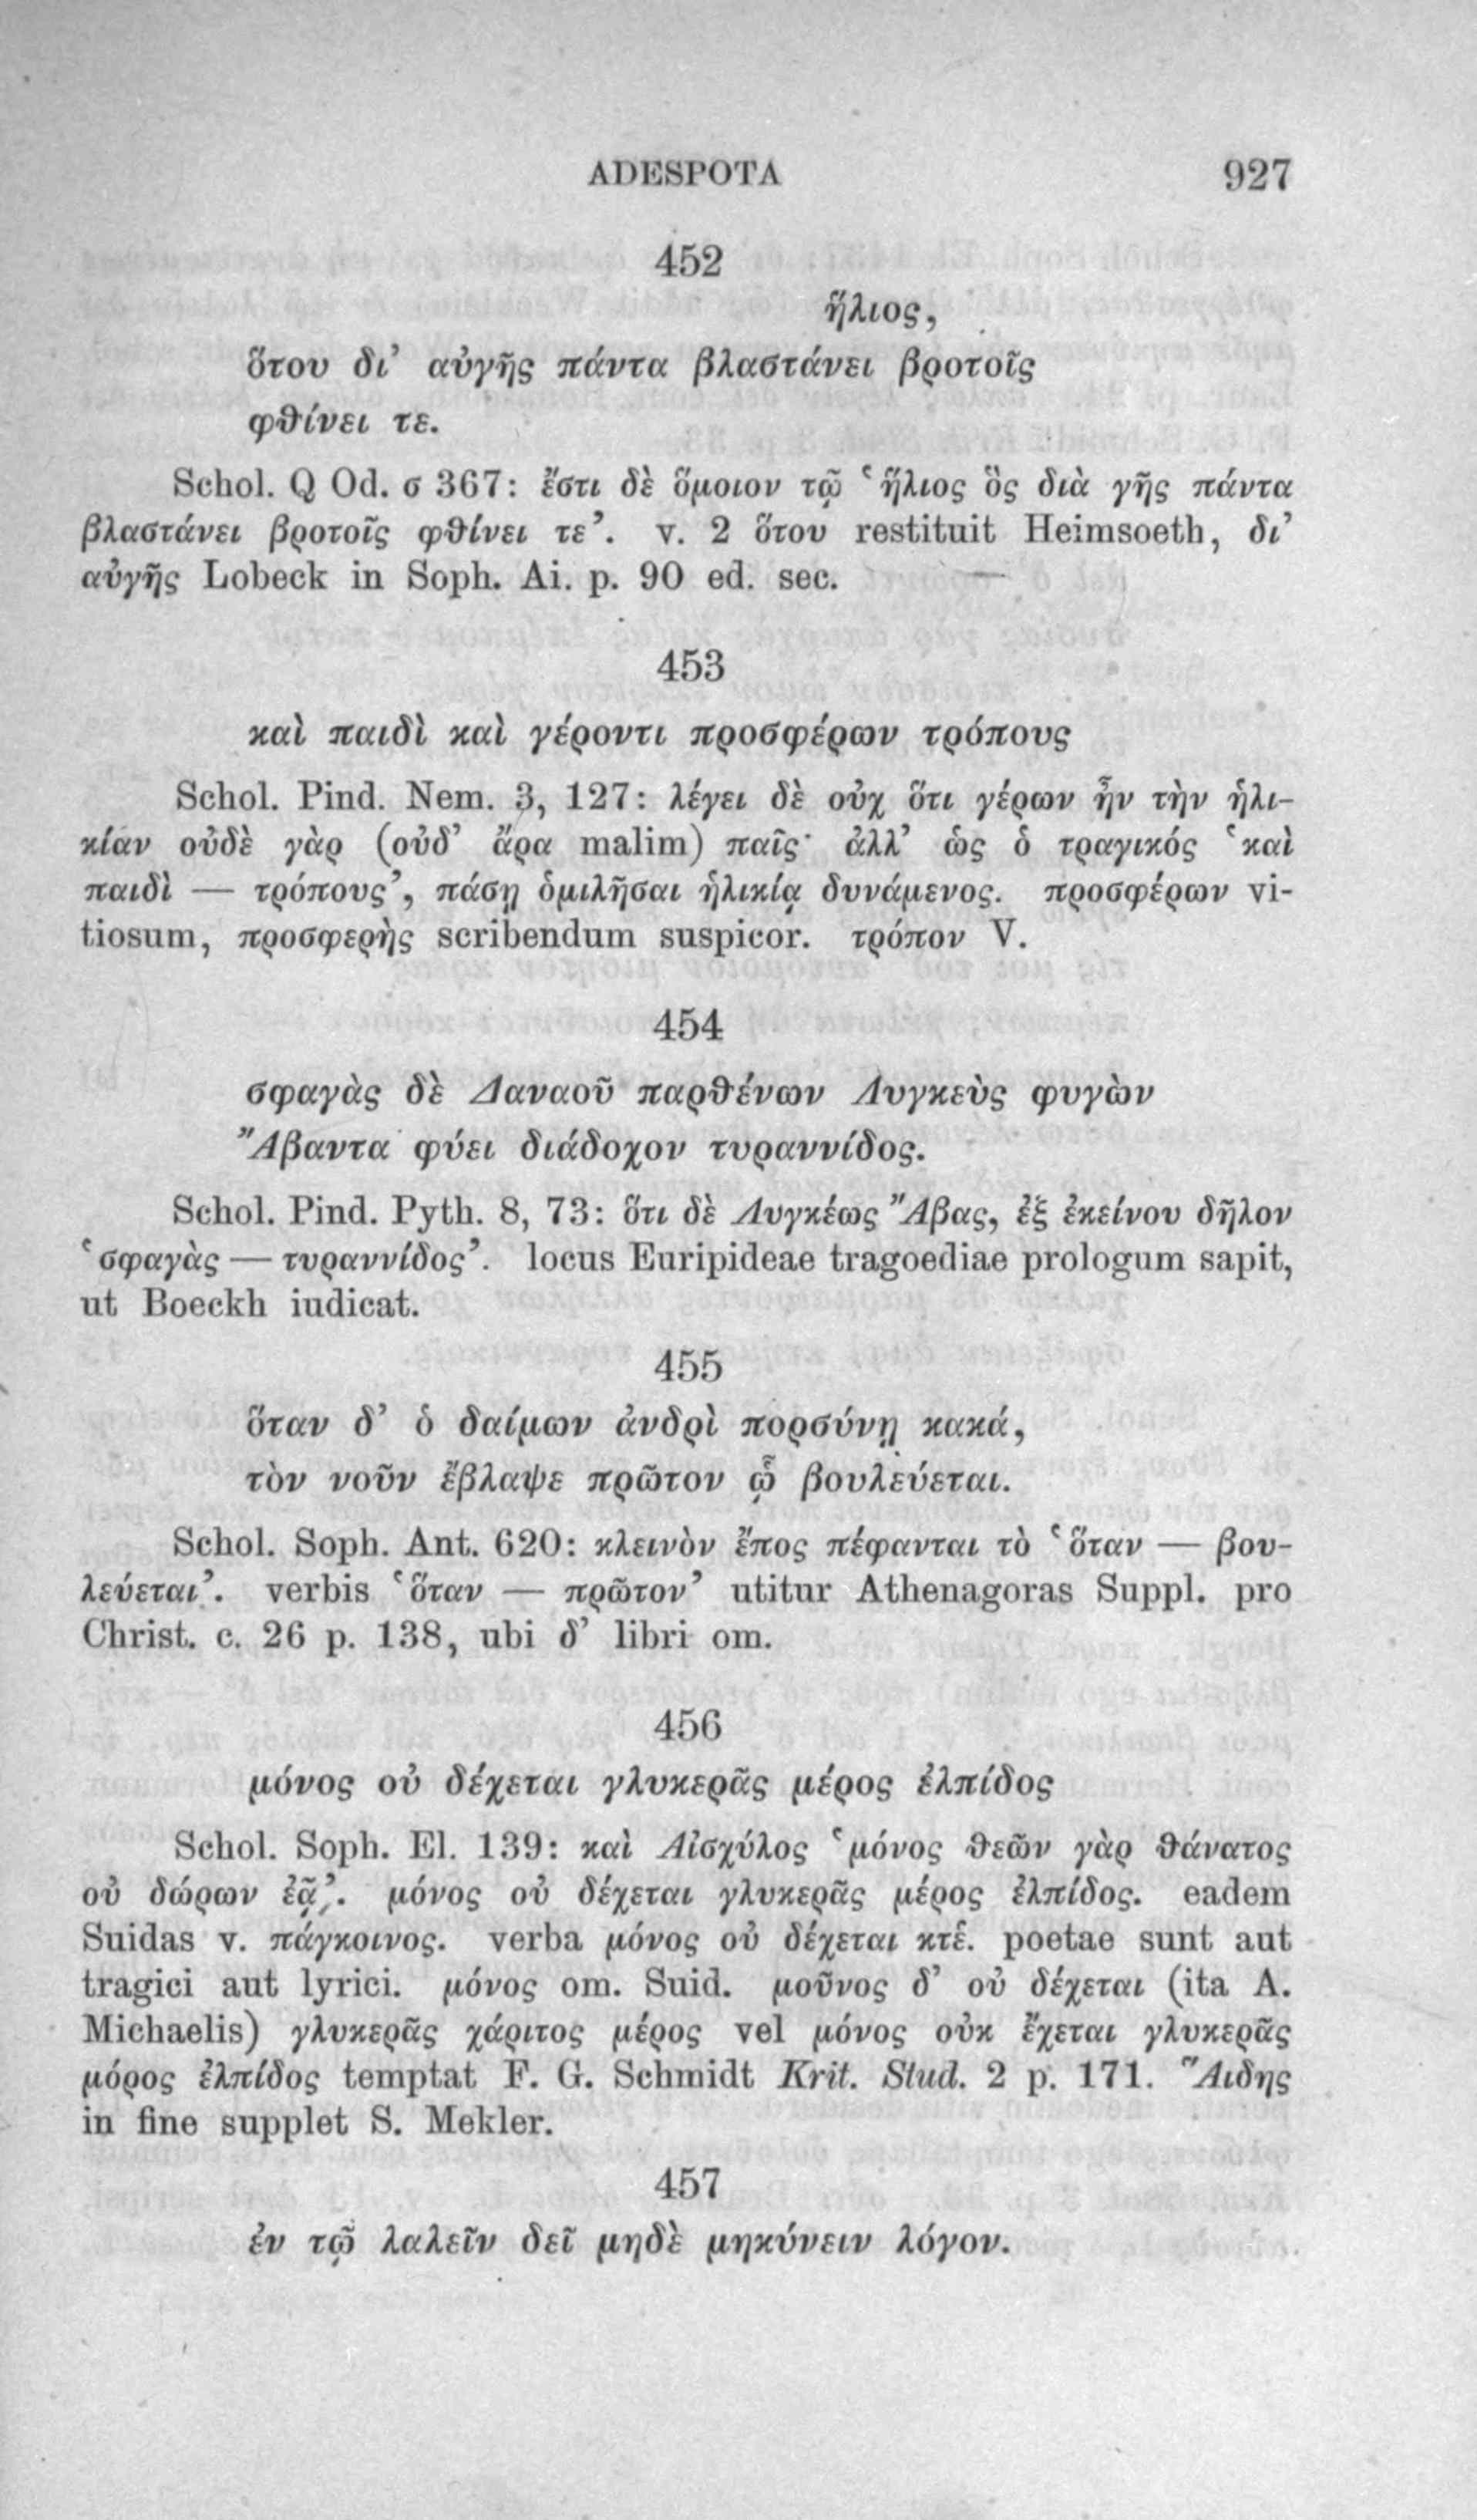 ADESPOTA 927
452
ἥλιος,
ὅτου δι’ αὐγῆς πάντα βλαστάνει βροτοῖς
φθίνει τε.
Schol. Q Od. σ 367: ἔστι δὲ ὅμοιον τῷ ‘ἥλιος ὃς διὰ γῆς πάντα
βλαστάνει βροτοῖς φθίνει τε’. v. 2 ὅτου restituit Heimsoeth, δι’
αὐγῆς Lobeck in Soph. Ai. p. 90 ed. sec.
453
καὶ παιδὶ καὶ γέροντι προσφέρων τρόπους
Schol. Pind. Nem. 3, 127: λέγει δὲ οὐχ ὅτι γέρων ἦν τὴν ἡλι-
κίαν οὐδὲ γὰρ (οὐδ’ ἄρα malim) παῖς· ἀλλ’ ὡς ὁ τραγικός ‘καὶ
παιδὶ — τρόπους’, πάσῃ ὁμιλῆσαι ἡλικίᾳ δυνάμενος. προσφέρων vi-
tiosum, προσφερὴς scribendum suspicor. τρόπον V.
454
σφαγὰς δὲ Δαναοῦ παρθένων Λυγκεὺς φυγὼν
Ἄβαντα φύει διάδοχον τυραννίδος.
Schol. Pind. Pyth. 8, 73: ὅτι δὲ Λυγκέως Ἄβας, ἐξ ἐκείνου δῆλον
‘σφαγὰς — τυραννίδος’. locus Euripideae tragoediae prologum sapit,
ut Boeckh iudicat.
455
ὅταν δ’ ὁ δαίμων ἀνδρὶ πορσύνῃ κακά,
τὸν νοῦν ἔβλαψε πρῶτον ᾧ βουλεύεται.
Schol. Soph. Ant. 620: κλεινὸν ἔπος πέφανται τὸ ‘ὅταν — βου-
λεύεται’. verbis ‘ὅταν — πρῶτον’ utitur Athenagoras Suppl. pro
Christ. c. 26 p. 138, ubi δ’ libri om.
456
μόνος οὐ δέχεται γλυκερᾶς μέρος ἐλπίδος
Schol. Soph. El. 139: καὶ Αἰσχύλος ‘μόνος θεῶν γὰρ θάνατος
οὐ δώρων ἐρᾷ’. μόνος οὐ δέχεται γλυκερᾶς μέρος ἐλπίδος. eadem
Suidas v. πάγκοινος. verba μόνος οὐ δέχεται κτἑ. poetae sunt aut
tragici aut lyrici. μόνος om. Suid. μοῦνος δ’ οὐ δέχεται (ita A.
Michaelis) γλυκερᾶς χάριτος μέρος vel μόνος οὐκ ἔχεται γλυκερᾶς
μόρος ἐλπίδος temptat F. G. Schmidt Krit. Stud. 2 p. 171. Ἅιδης
in fine supplet S. Mekler.
457
ἐν τῷ λαλεῖν δεῖ μηδὲ μηκύνειν λόγον.